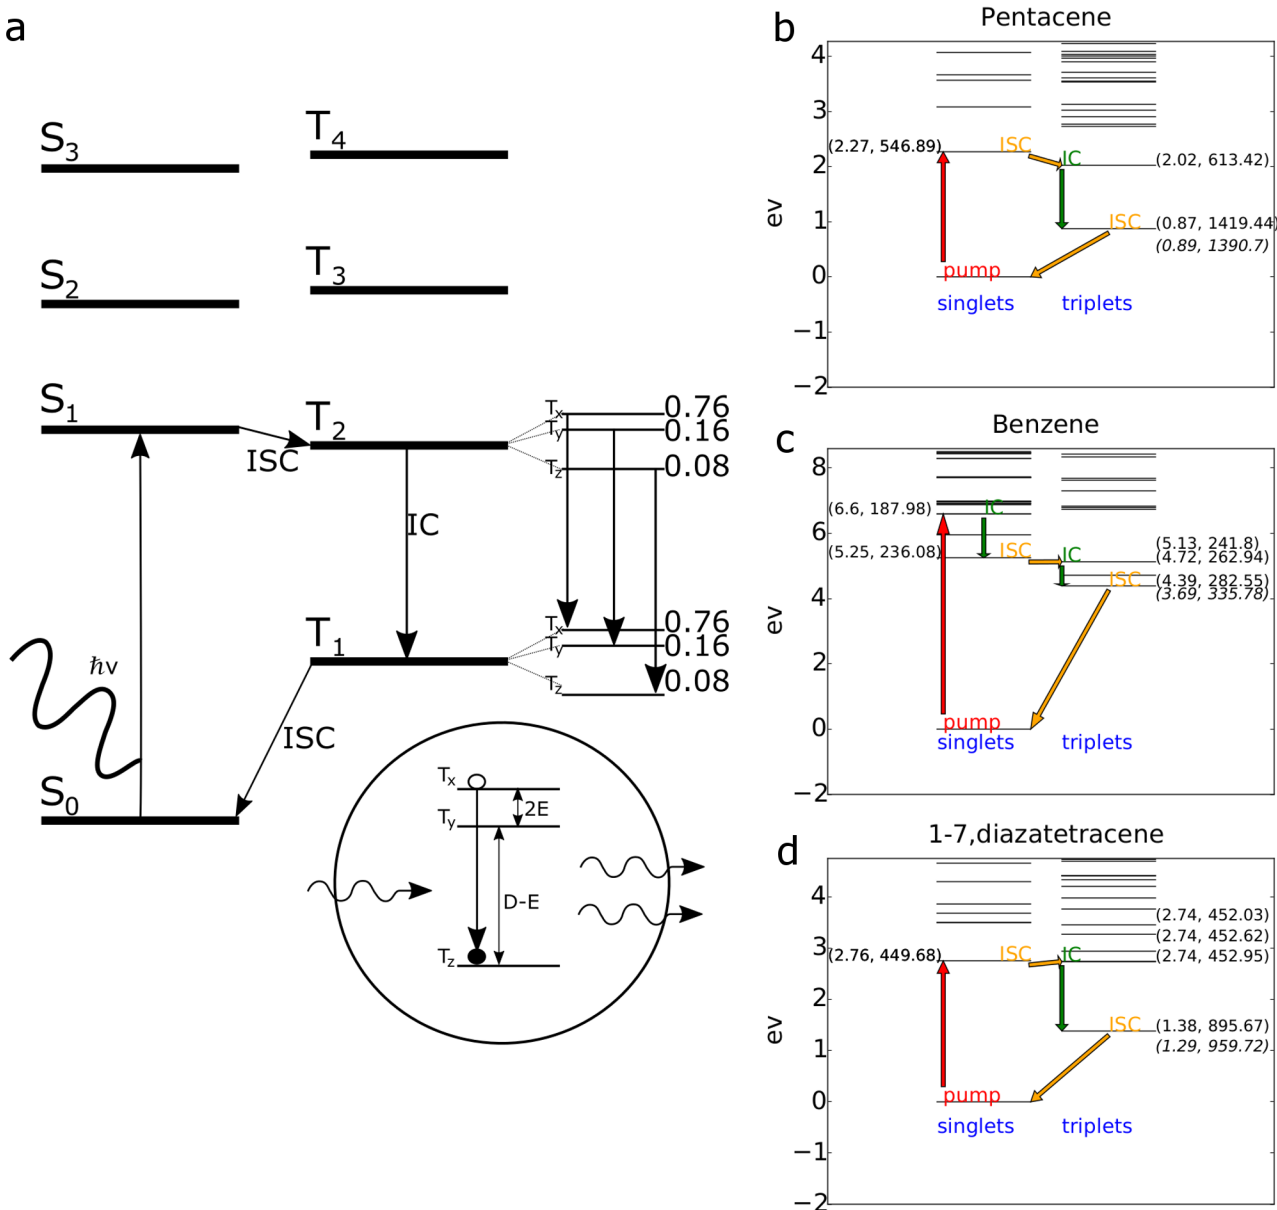 a
S3
T4
S2
T3
S1
T2
ISC
Tx 0.76
Ty 0.16
Tz 0.08
IC
T1
Tx 0.76
Ty 0.16
Tz 0.08
ħν
ISC
S0
Tx
2E
Ty
D-E
Tz
b
Pentacene
4
3
(2.27, 546.89)
ISC
IC
(2.02, 613.42)
2
ev
1
ISC
(0.87, 1419.44)
(0.89, 1390.7)
0
pump
singlets
triplets
−1
−2
c
Benzene
8
(6.6, 187.98)
IC
6
(5.25, 236.08)
ISC
IC
(5.13, 241.8)
(4.72, 262.94)
ISC
(4.39, 282.55)
(3.69, 335.78)
4
ev
2
0
pump
singlets
triplets
−2
d
1-7,diazatetracene
4
(2.74, 452.03)
(2.74, 452.62)
3
(2.76, 449.68)
ISC
IC
(2.74, 452.95)
2
ev
ISC
(1.38, 895.67)
(1.29, 959.72)
1
0
pump
singlets
triplets
−1
−2